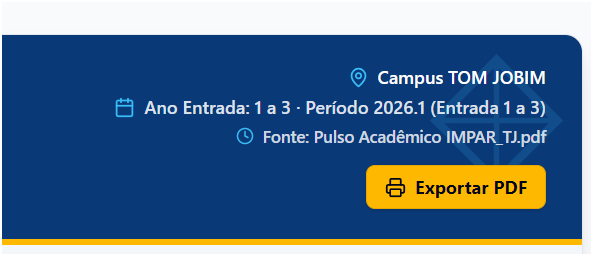 Campus TOM JOBIM
Ano Entrada: 1 a 3 · Período 2026.1 (Entrada 1 a 3)
Fonte: Pulso Acadêmico IMPAR_TJ.pdf
Exportar PDF